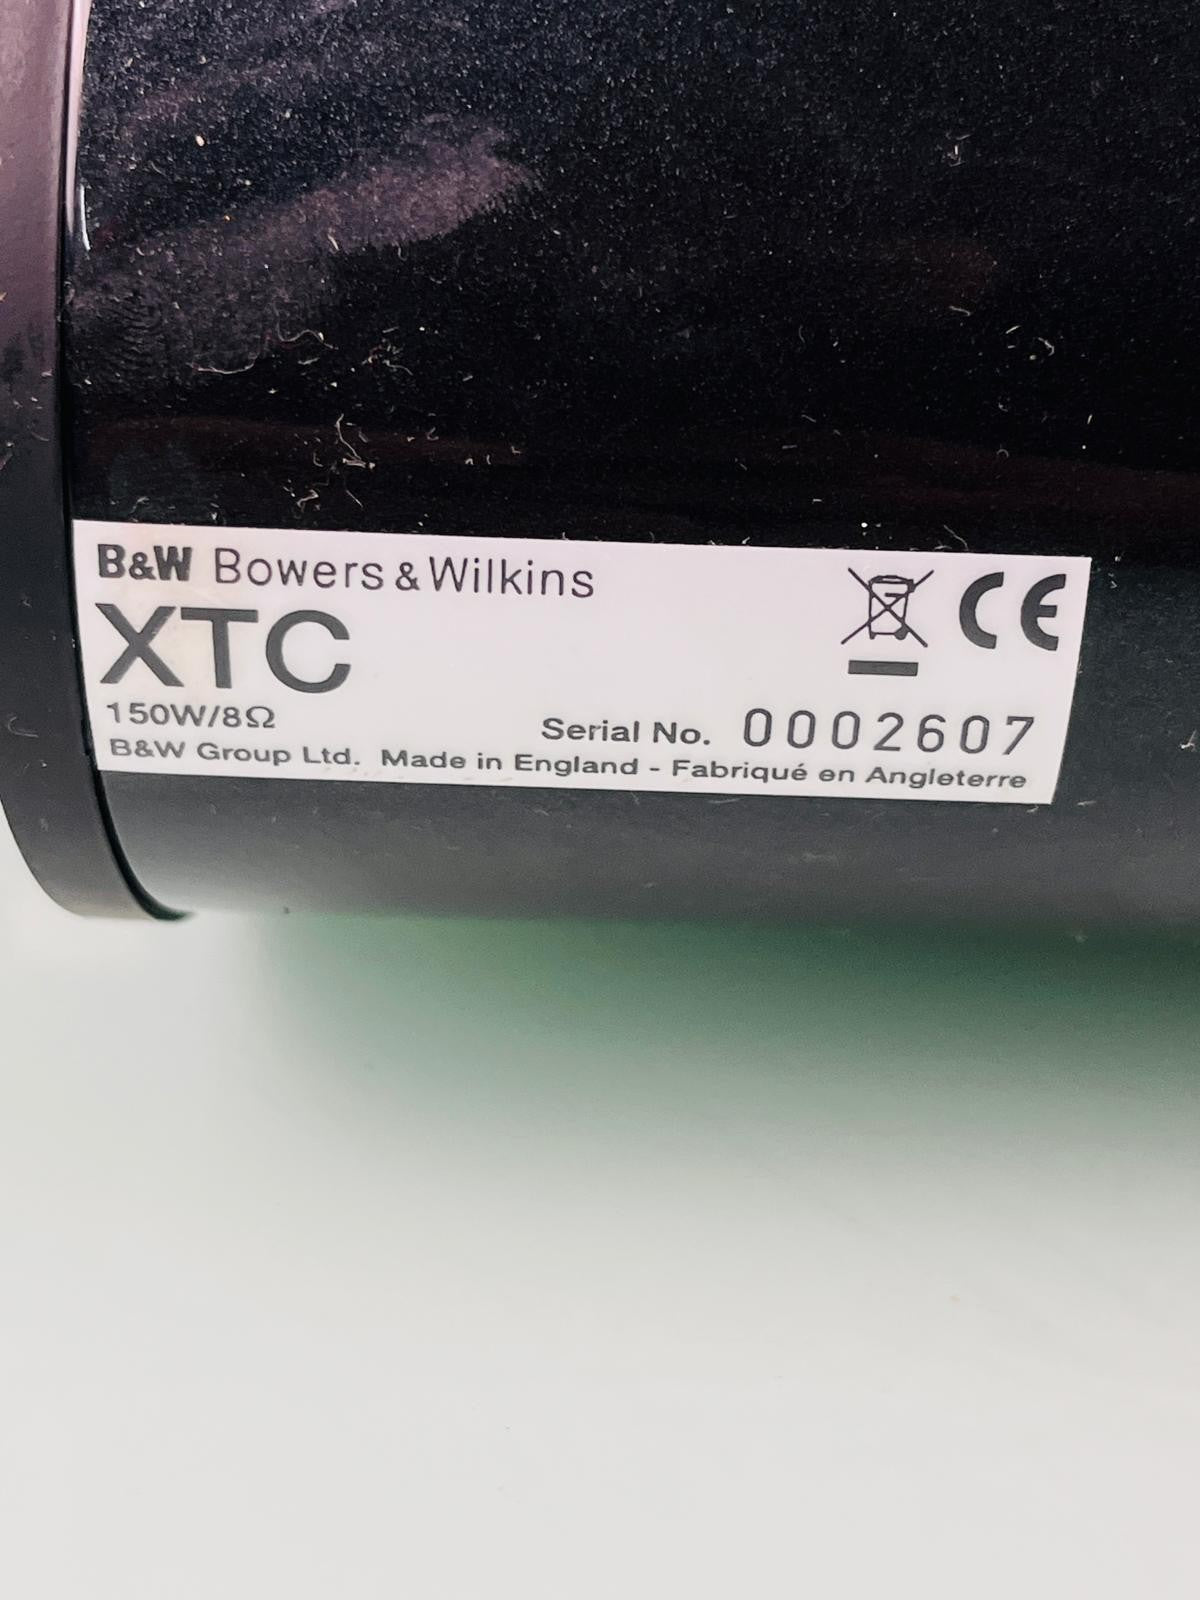 B&W Bowers & Wilkins
XTC
CE
150W/8Ω
Serial No. 0002607
B&W Group Ltd. Made in England - Fabriqué en Angleterre